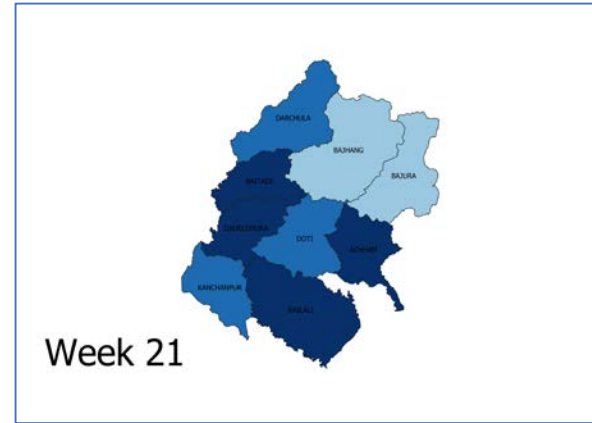 DARCHULA
BAJHANG
BAJURA
BAITADI
DADELDHURA
DOTI
ACHHAM
KANCHANPUR
KAILALI
Week 21